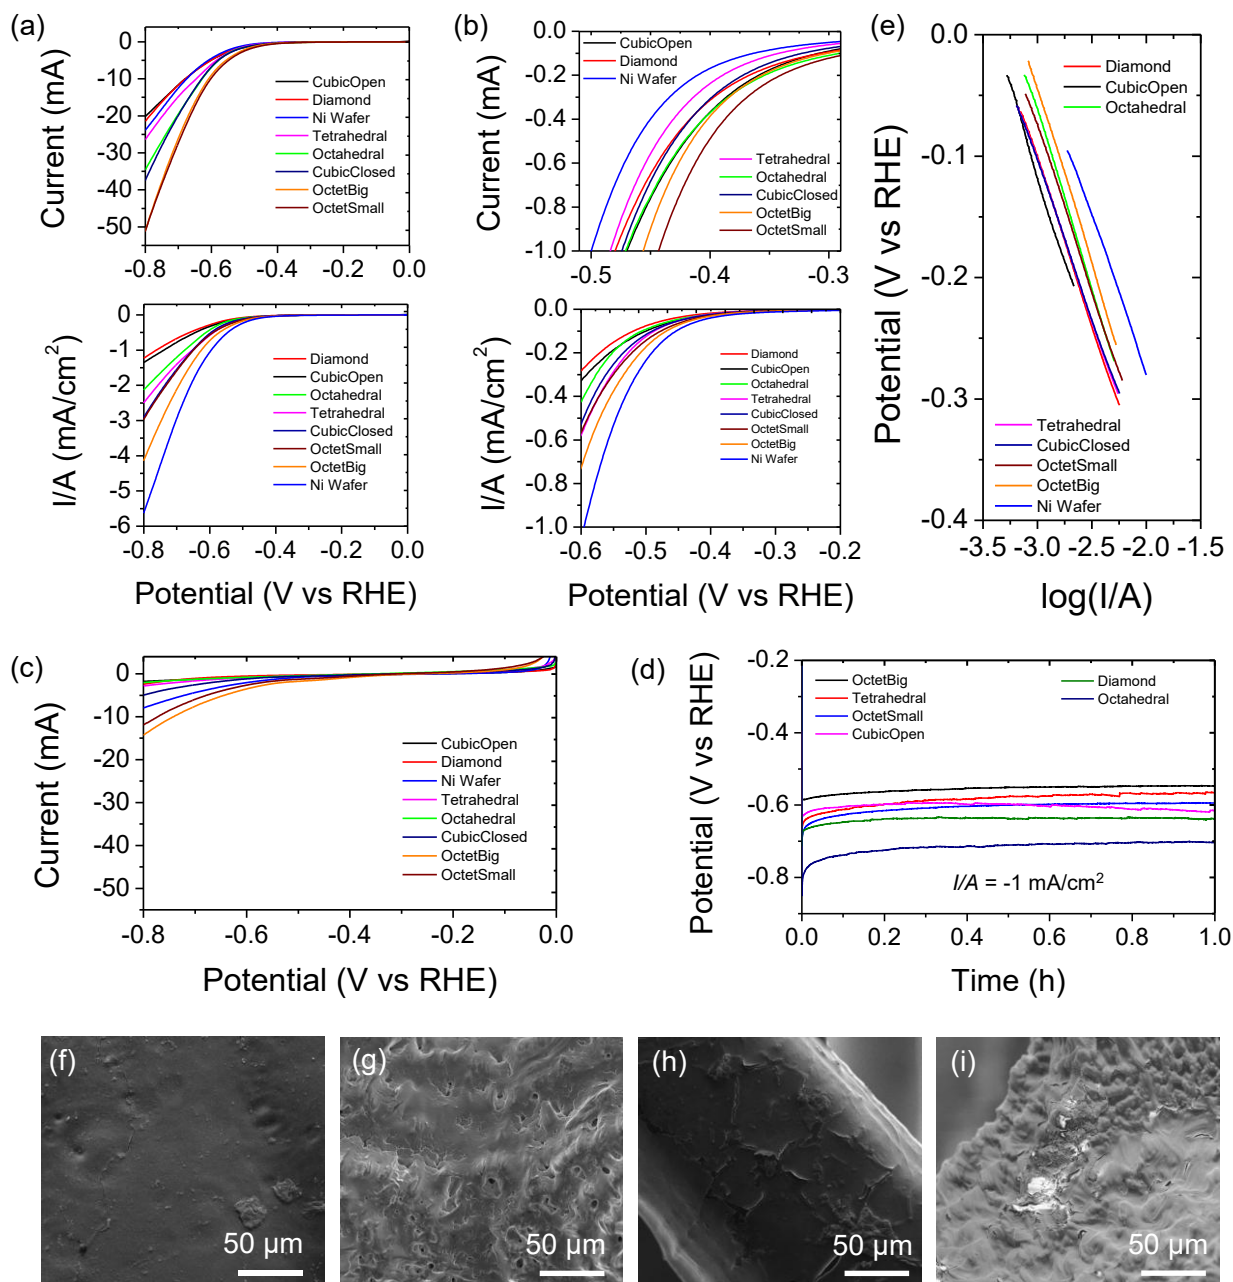 (a)
Current (mA)
0
-10
-20
-30
-40
-50
CubicOpen
Diamond
Ni Wafer
Tetrahedral
Octahedral
CubicClosed
OctetBig
OctetSmall
-0.8
-0.6
-0.4
-0.2
0.0
I/A (mA/cm²)
0
-1
-2
-3
-4
-5
-6
Diamond
CubicOpen
Octahedral
Tetrahedral
CubicClosed
OctetSmall
OctetBig
Ni Wafer
-0.8
-0.6
-0.4
-0.2
0.0
Potential (V vs RHE)
(b)
Current (mA)
0.0
-0.2
-0.4
-0.6
-0.8
-1.0
CubicOpen
Diamond
Ni Wafer
Tetrahedral
Octahedral
CubicClosed
OctetBig
OctetSmall
-0.5
-0.4
-0.3
I/A (mA/cm²)
0.0
-0.2
-0.4
-0.6
-0.8
-1.0
Diamond
CubicOpen
Octahedral
Tetrahedral
CubicClosed
OctetSmall
OctetBig
Ni Wafer
-0.6
-0.5
-0.4
-0.3
-0.2
Potential (V vs RHE)
(e)
Potential (V vs RHE)
0.0
-0.1
-0.2
-0.3
-0.4
Diamond
CubicOpen
Octahedral
Tetrahedral
CubicClosed
OctetSmall
OctetBig
Ni Wafer
-3.5
-3.0
-2.5
-2.0
-1.5
log(I/A)
(c)
Current (mA)
0
-10
-20
-30
-40
-50
CubicOpen
Diamond
Ni Wafer
Tetrahedral
Octahedral
CubicClosed
OctetBig
OctetSmall
-0.8
-0.6
-0.4
-0.2
0.0
Potential (V vs RHE)
(d)
Potential (V vs RHE)
-0.2
-0.4
-0.6
-0.8
OctetBig
Tetrahedral
OctetSmall
CubicOpen
Diamond
Octahedral
I/A = -1 mA/cm²
0.0
0.2
0.4
0.6
0.8
1.0
Time (h)
(f)
50 µm
(g)
50 µm
(h)
50 µm
(i)
50 µm